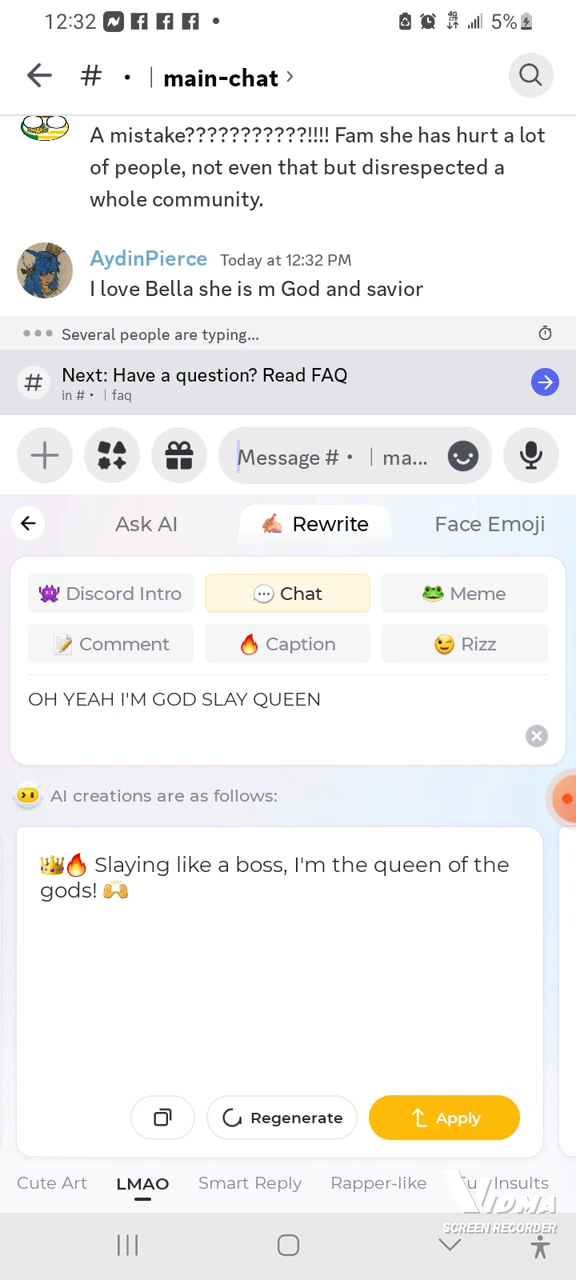 12:32 5%
# • | main-chat >
A mistake???????????!!!! Fam she has hurt a lot
of people, not even that but disrespected a
whole community.
AydinPierce Today at 12:32 PM
I love Bella she is m God and savior
Several people are typing...
# Next: Have a question? Read FAQ
in # • | faq
Message # • | ma...
Ask AI Rewrite Face Emoji
Discord Intro Chat Meme
Comment Caption Rizz
OH YEAH I'M GOD SLAY QUEEN
AI creations are as follows:
👑🔥 Slaying like a boss, I'm the queen of the
gods! 🙌
Regenerate Apply
Cute Art LMAO Smart Reply Rapper-like Insults
VIDMA
SCREEN RECORDER